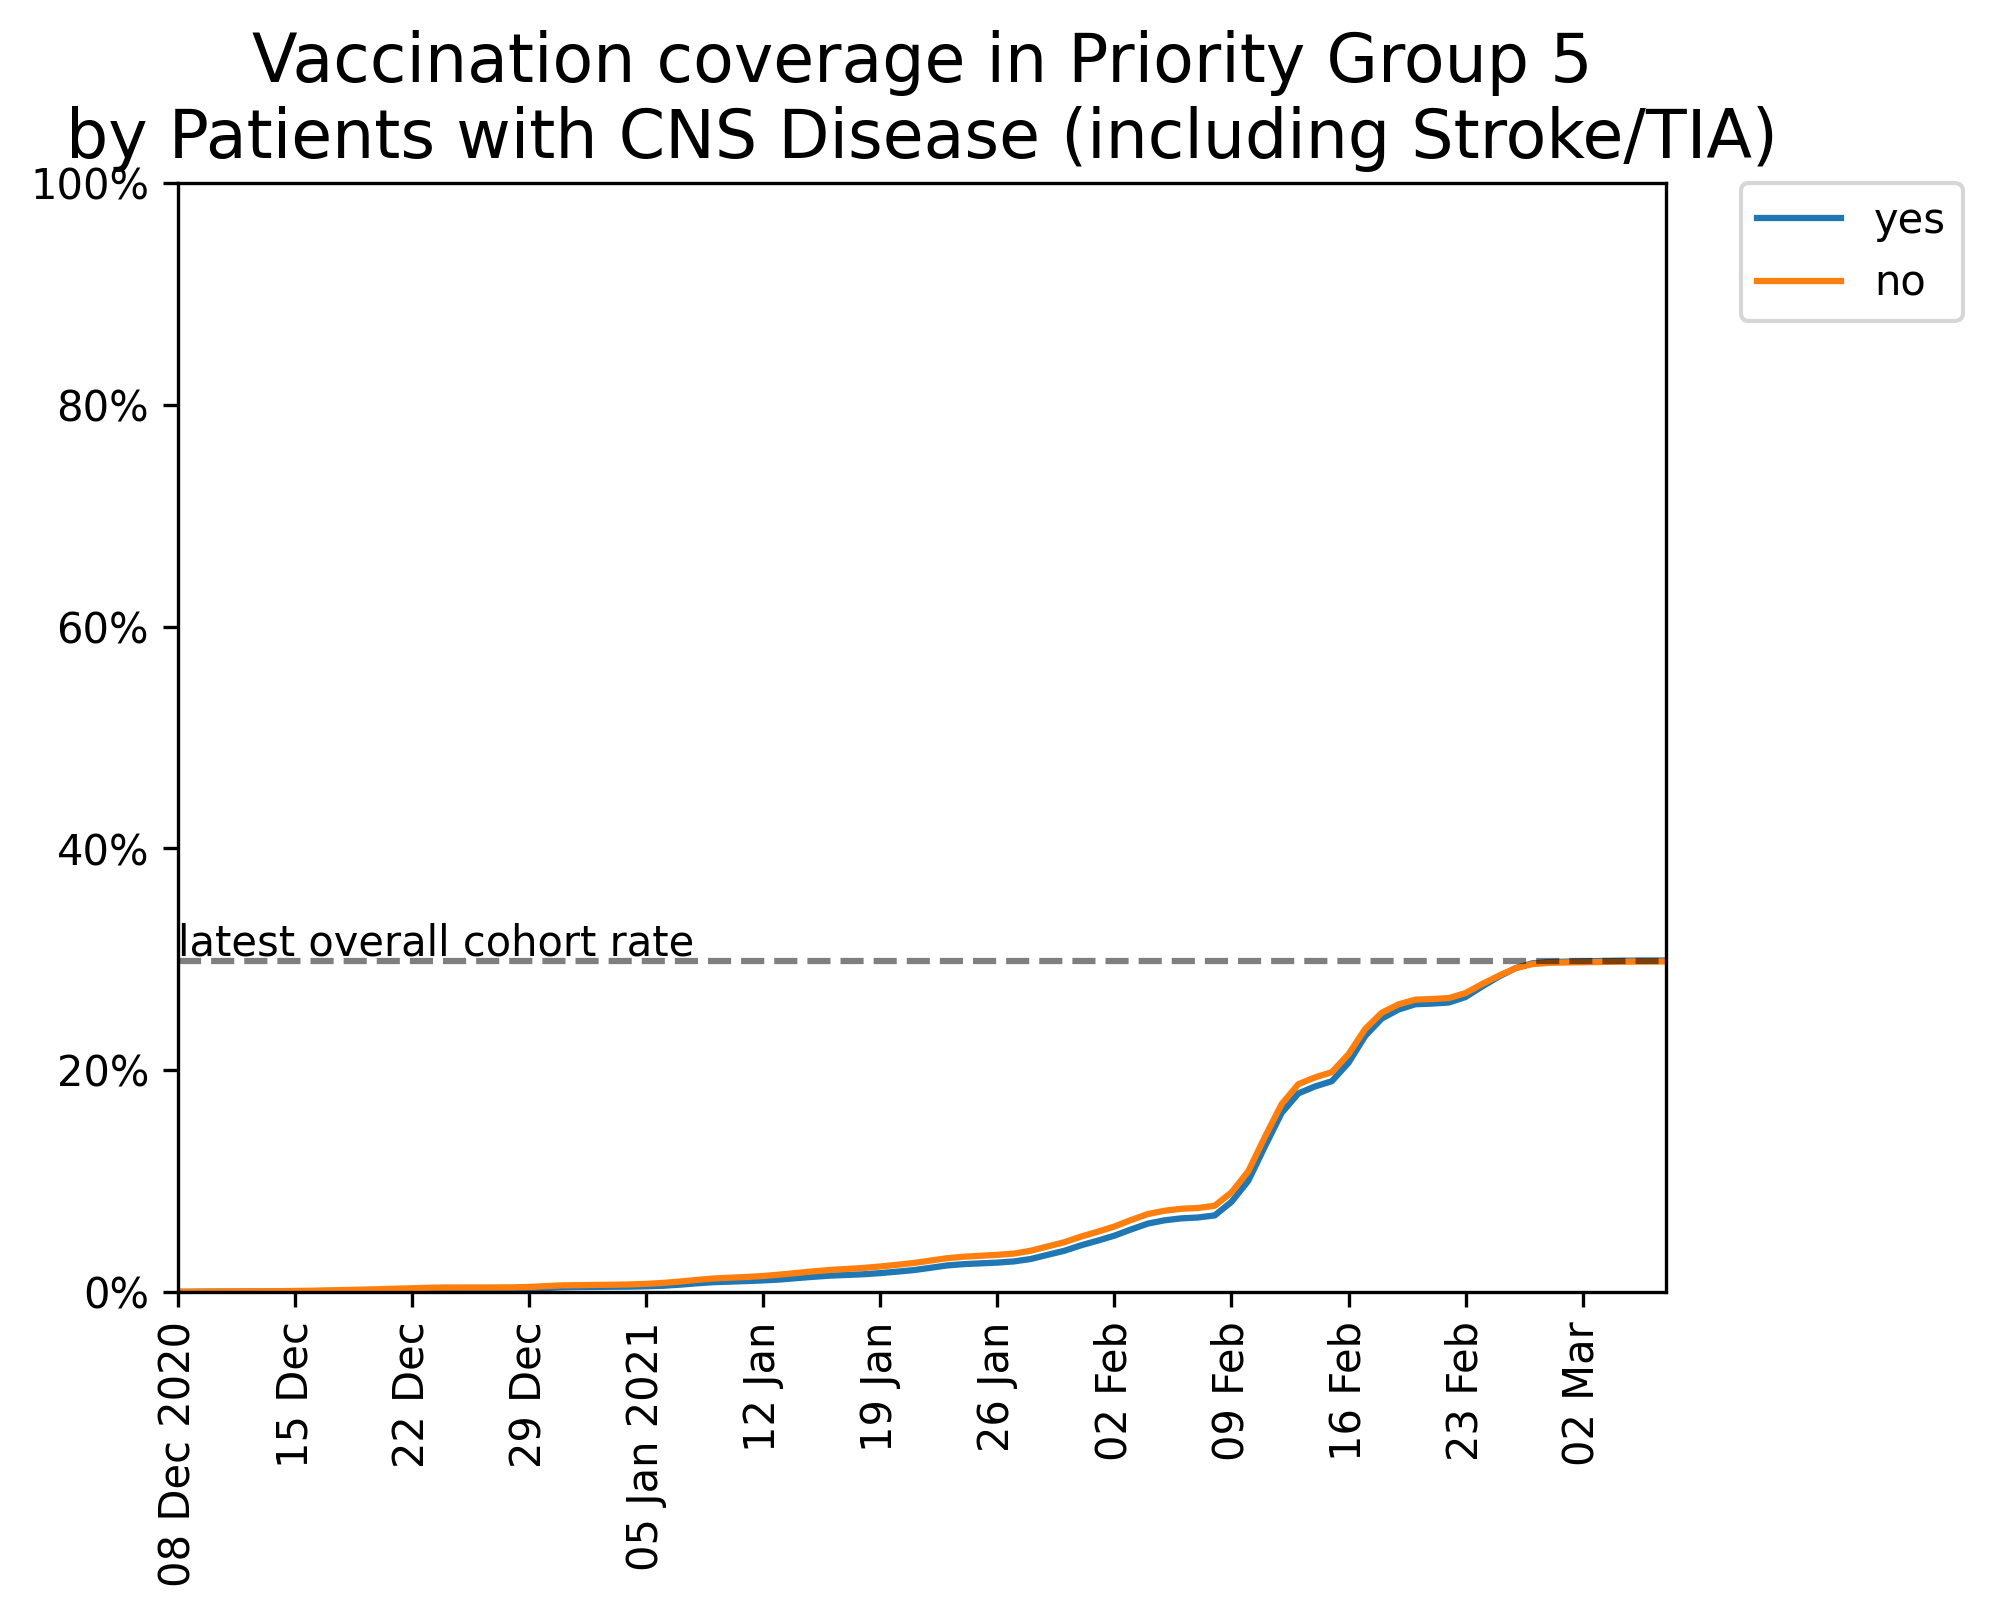 Vaccination coverage in Priority Group 5
by Patients with CNS Disease (including Stroke/TIA)
100%
80%
60%
40%
20%
0%
latest overall cohort rate
yes
no
08 Dec 2020
15 Dec
22 Dec
29 Dec
05 Jan 2021
12 Jan
19 Jan
26 Jan
02 Feb
09 Feb
16 Feb
23 Feb
02 Mar